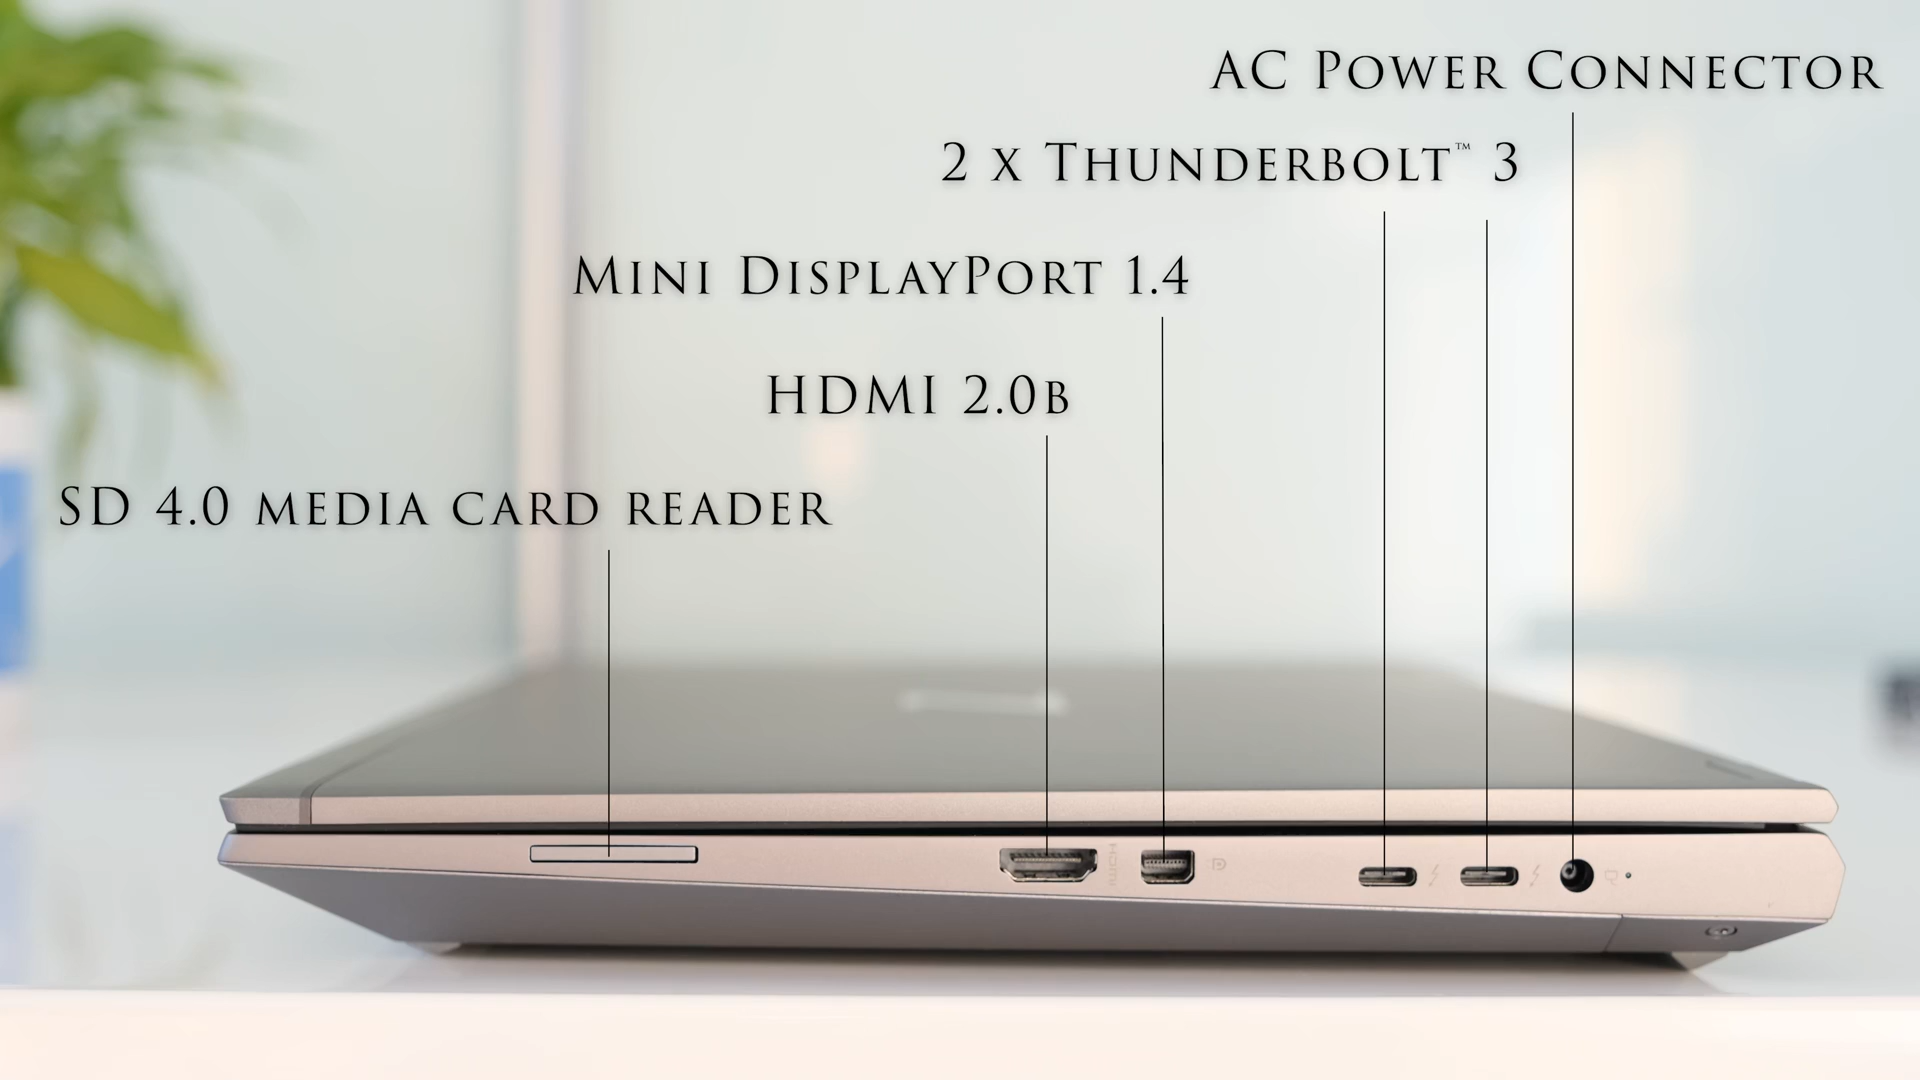 AC Power Connector
2 x Thunderbolt™ 3
Mini DisplayPort 1.4
HDMI 2.0b
SD 4.0 media card reader
HDMI